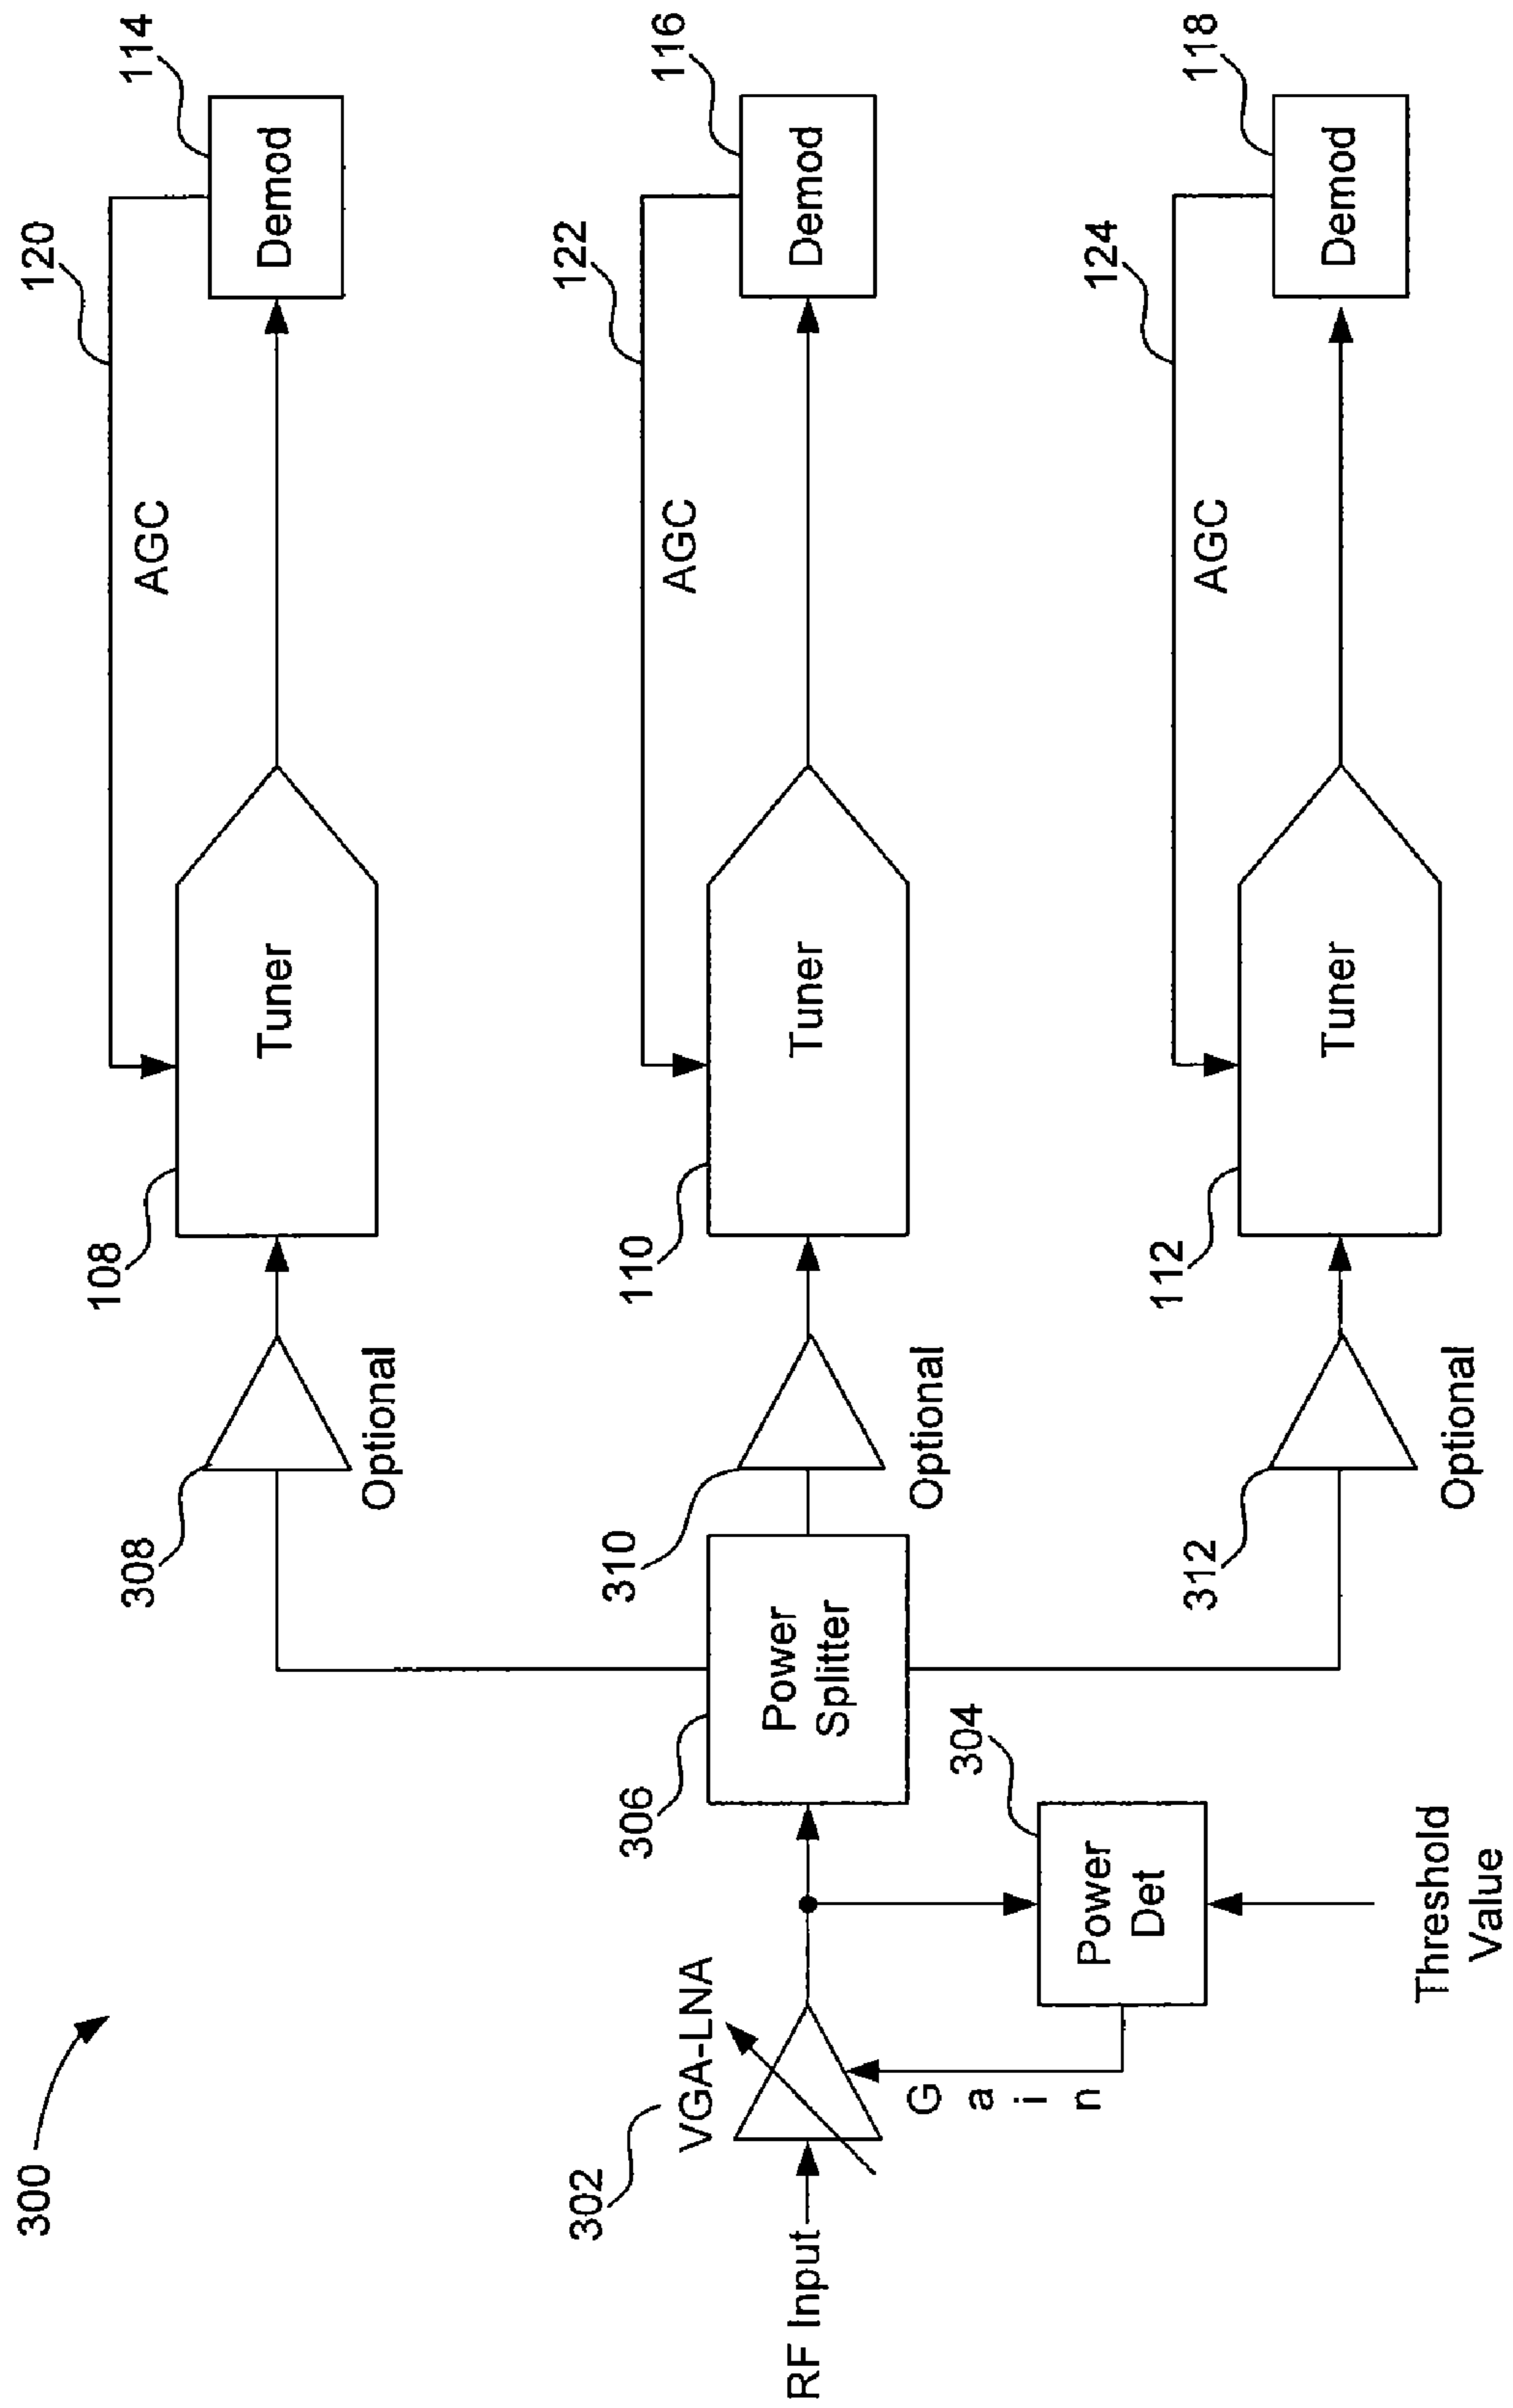 300
RF Input
302
VGA-LNA
Gain
304
Power
Det
Threshold
Value
306
Power
Splitter
308
Optional
108
Tuner
AGC
120
114
Demod
310
Optional
110
Tuner
AGC
122
116
Demod
312
Optional
112
Tuner
AGC
124
118
Demod